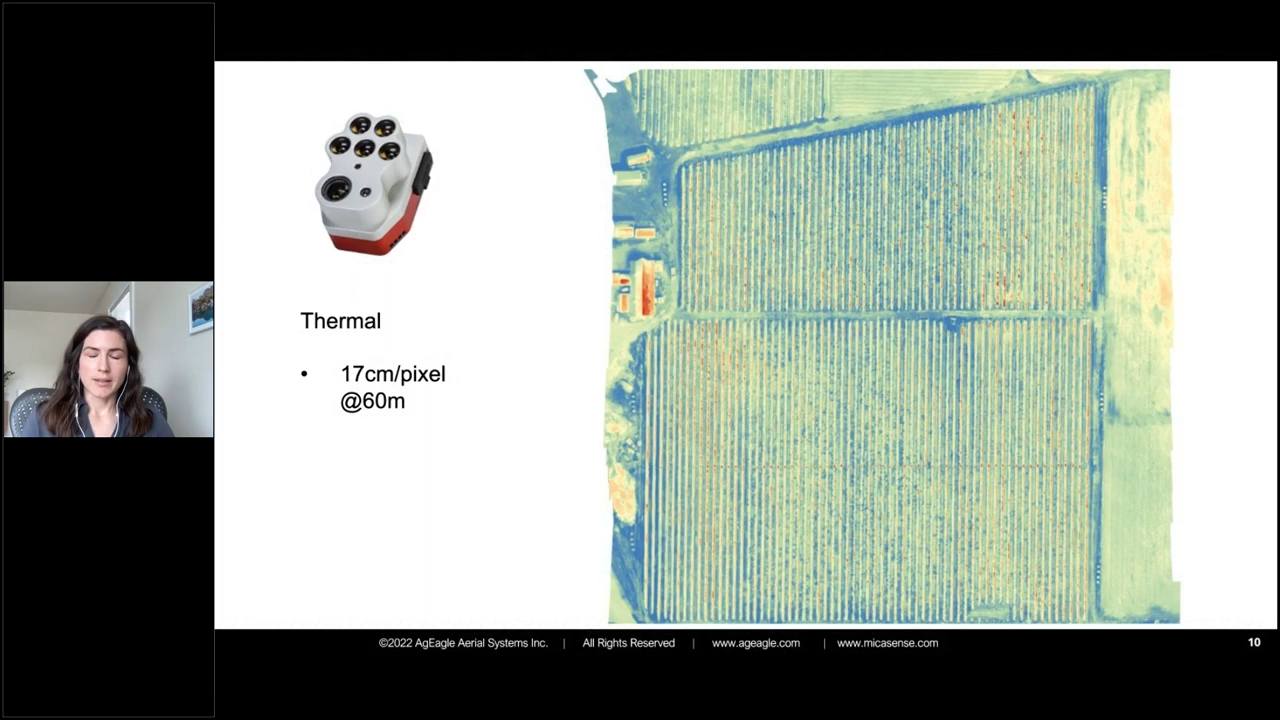 Thermal
• 17cm/pixel
@60m
©2022 AgEagle Aerial Systems Inc. | All Rights Reserved | www.ageagle.com | www.micasense.com 10